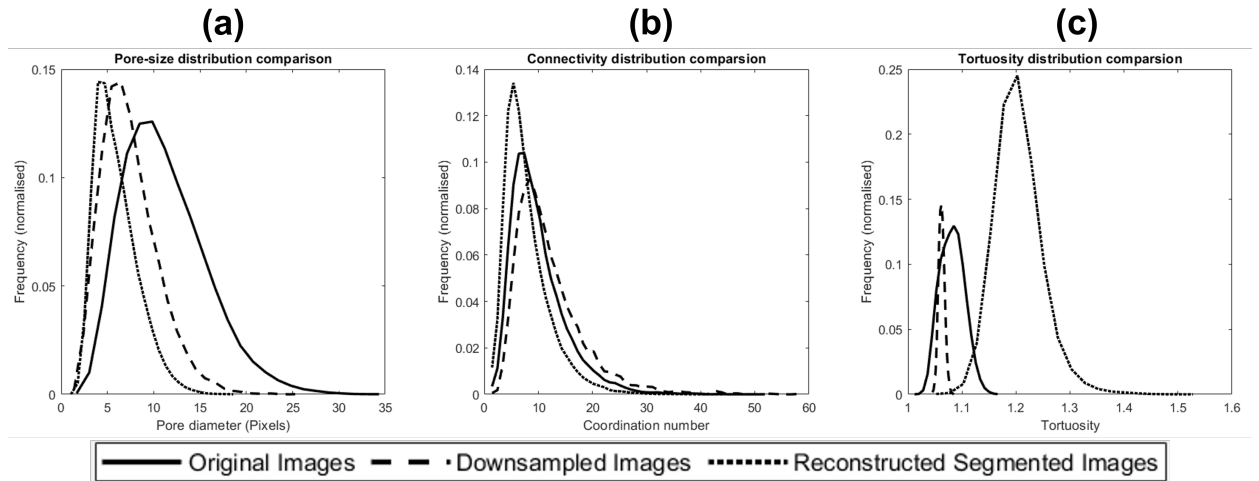 (a)
Pore-size distribution comparison
0.15
0.1
0.05
0
Frequency (normalised)
0 5 10 15 20 25 30 35
Pore diameter (Pixels)
(b)
Connectivity distribution comparsion
0.14
0.12
0.1
0.08
0.06
0.04
0.02
0
Frequency (normalised)
0 10 20 30 40 50 60
Coordination number
(c)
Tortuosity distribution comparsion
0.25
0.2
0.15
0.1
0.05
0
Frequency (normalised)
1 1.1 1.2 1.3 1.4 1.5 1.6
Tortuosity
Original Images Downsampled Images Reconstructed Segmented Images